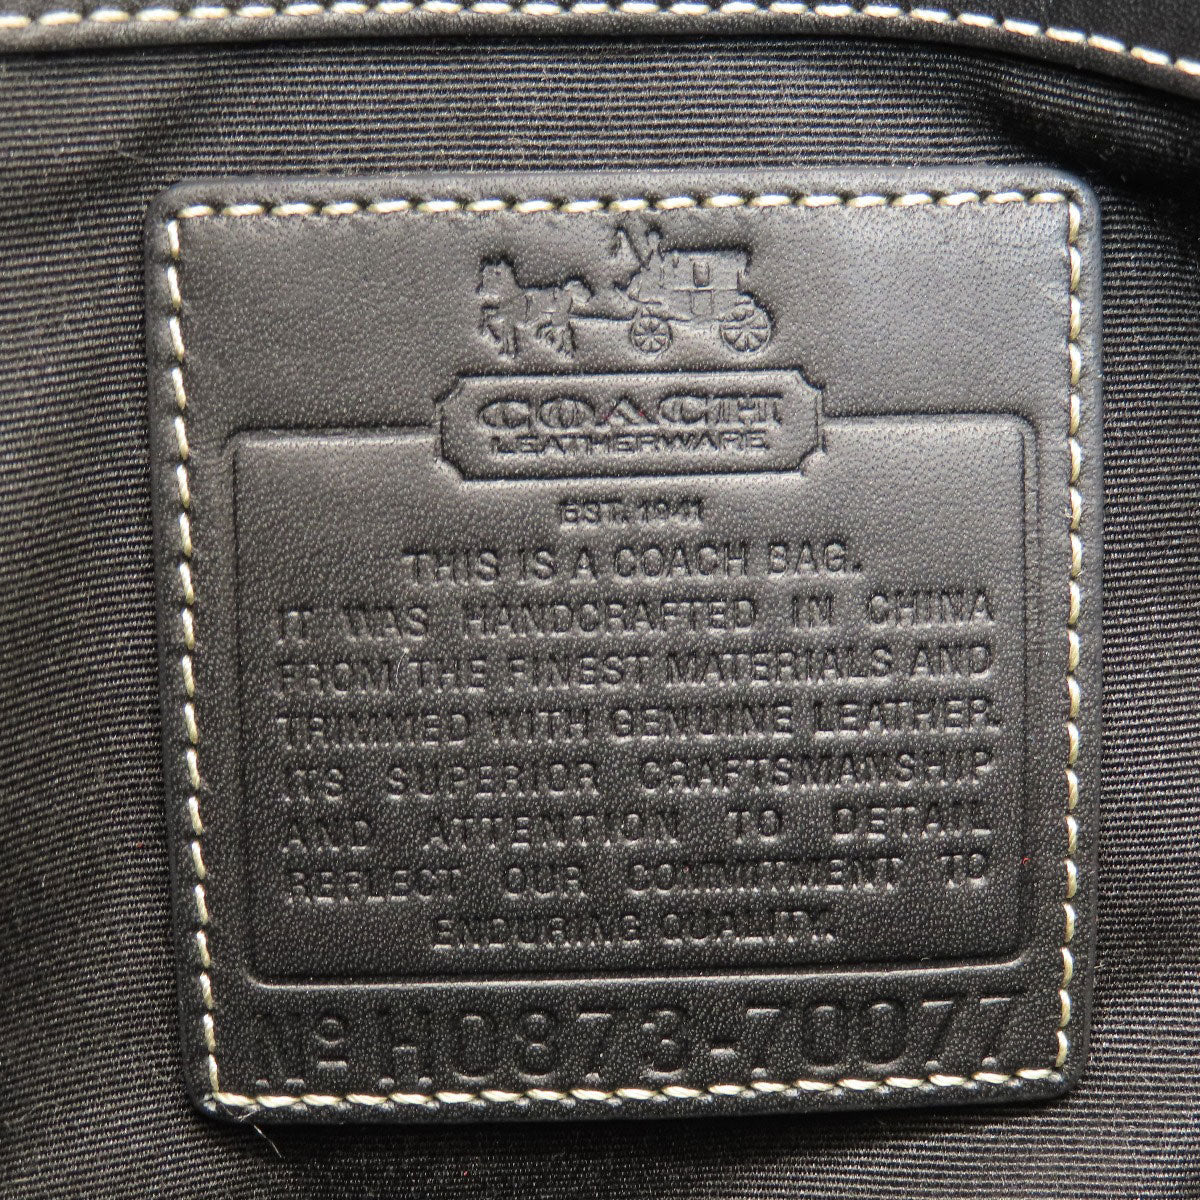 COACH
LEATHERWARE
EST. 1941
THIS IS A COACH BAG.
IT WAS HANDCRAFTED IN CHINA
FROM THE FINEST MATERIALS AND
TRIMMED WITH GENUINE LEATHER.
ITS SUPERIOR CRAFTSMANSHIP
AND ATTENTION TO DETAIL
REFLECT OUR COMMITMENT TO
ENDURING QUALITY.
Nº H0873-70077